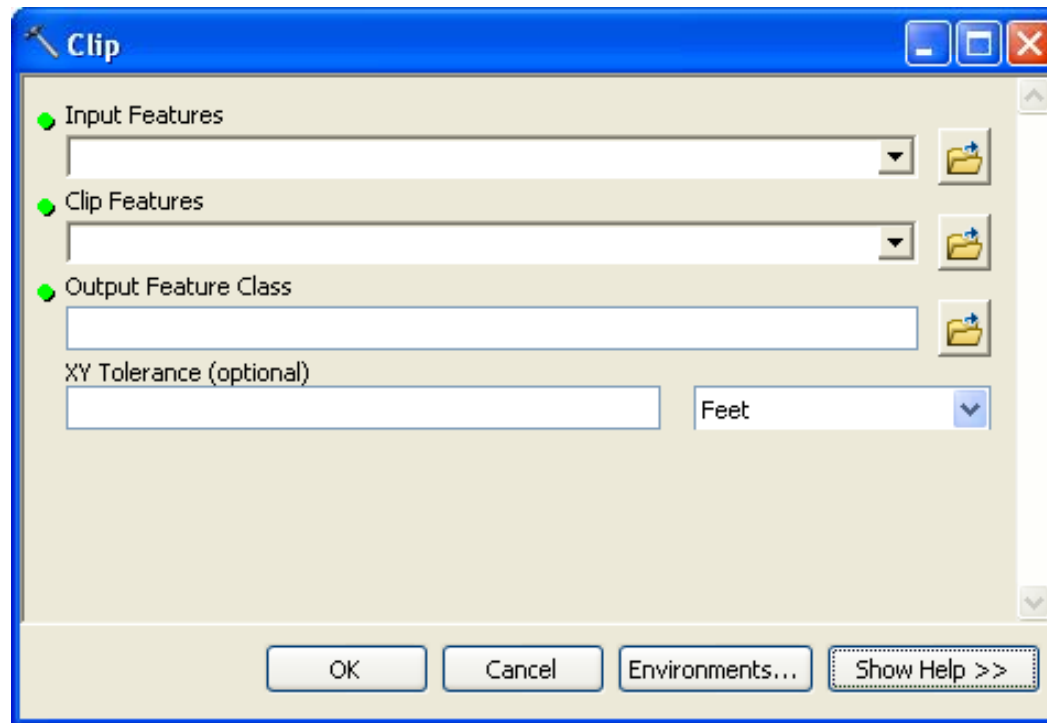 Clip
Input Features
Clip Features
Output Feature Class
XY Tolerance (optional)
Feet
OK Cancel Environments... Show Help >>